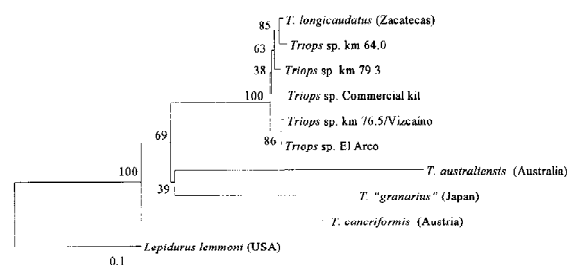 85
T. longicaudatus (Zacatecas)
63
Triops sp. km 64.0
38
Triops sp. km 79.3
100
Triops sp. Commercial kit
Triops sp. km 76.5/Vizcaino
69
86
Triops sp. El Arco
100
T. australiensis (Australia)
39
T. "granarius" (Japan)
T. cancriformis (Austria)
Lepidurus lemmoni (USA)
0.1